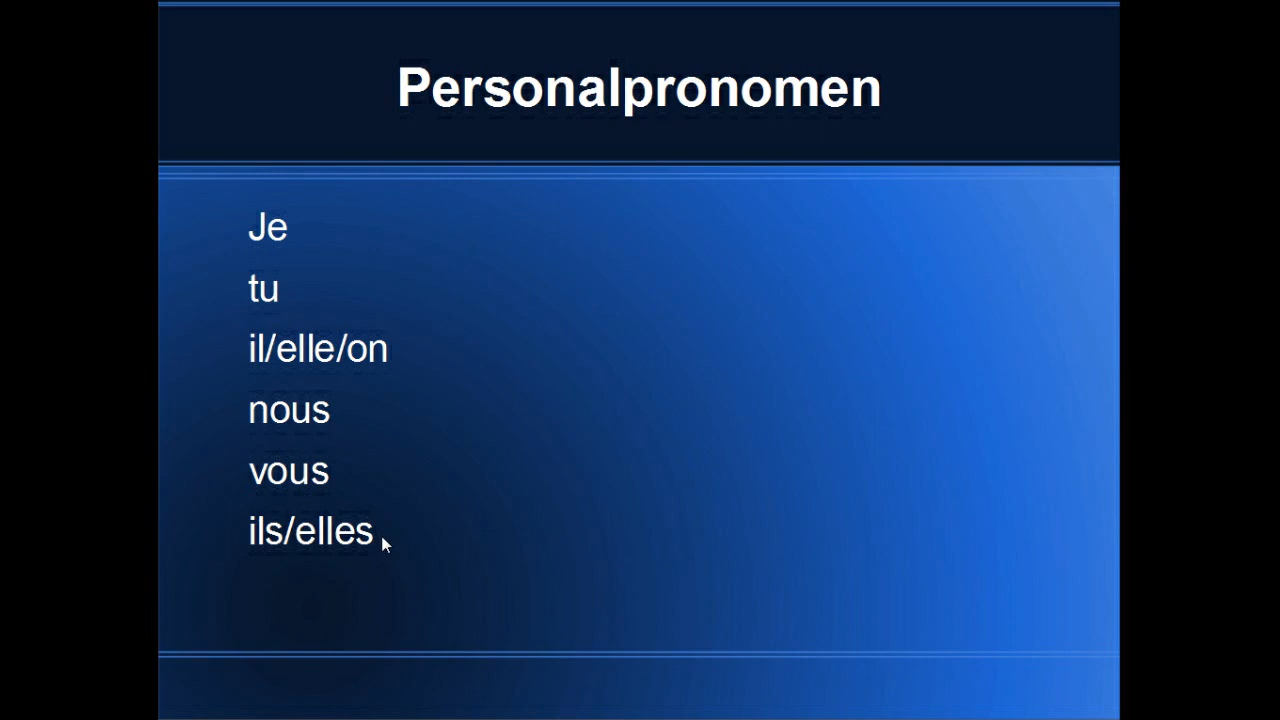 Personalpronomen
Je
tu
il/elle/on
nous
vous
ils/elles